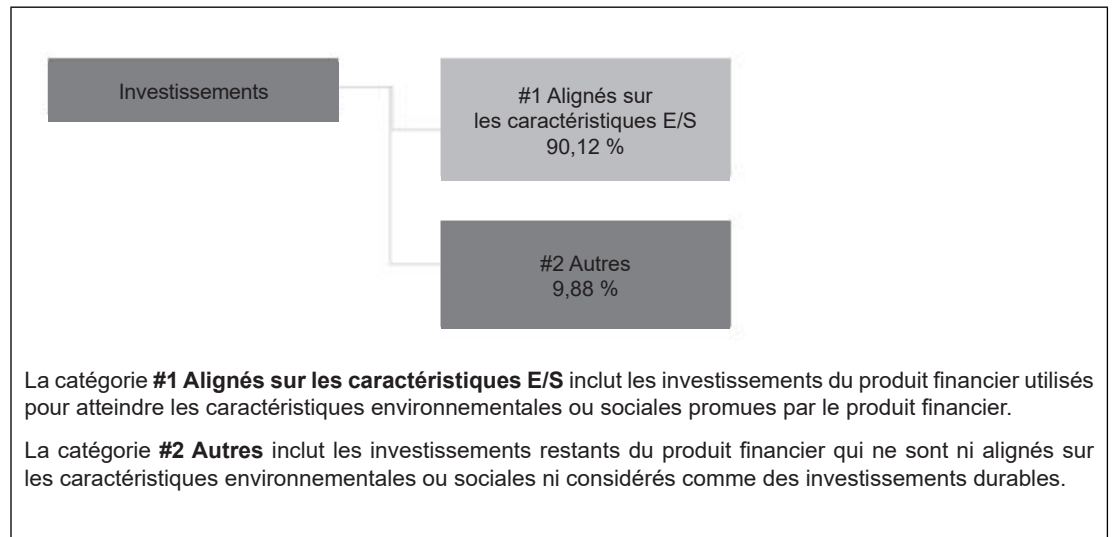 Investissements
#1 Alignés sur
les caractéristiques E/S
90,12 %
#2 Autres
9,88 %
La catégorie #1 Alignés sur les caractéristiques E/S inclut les investissements du produit financier utilisés
pour atteindre les caractéristiques environnementales ou sociales promues par le produit financier.
La catégorie #2 Autres inclut les investissements restants du produit financier qui ne sont ni alignés sur
les caractéristiques environnementales ou sociales ni considérés comme des investissements durables.